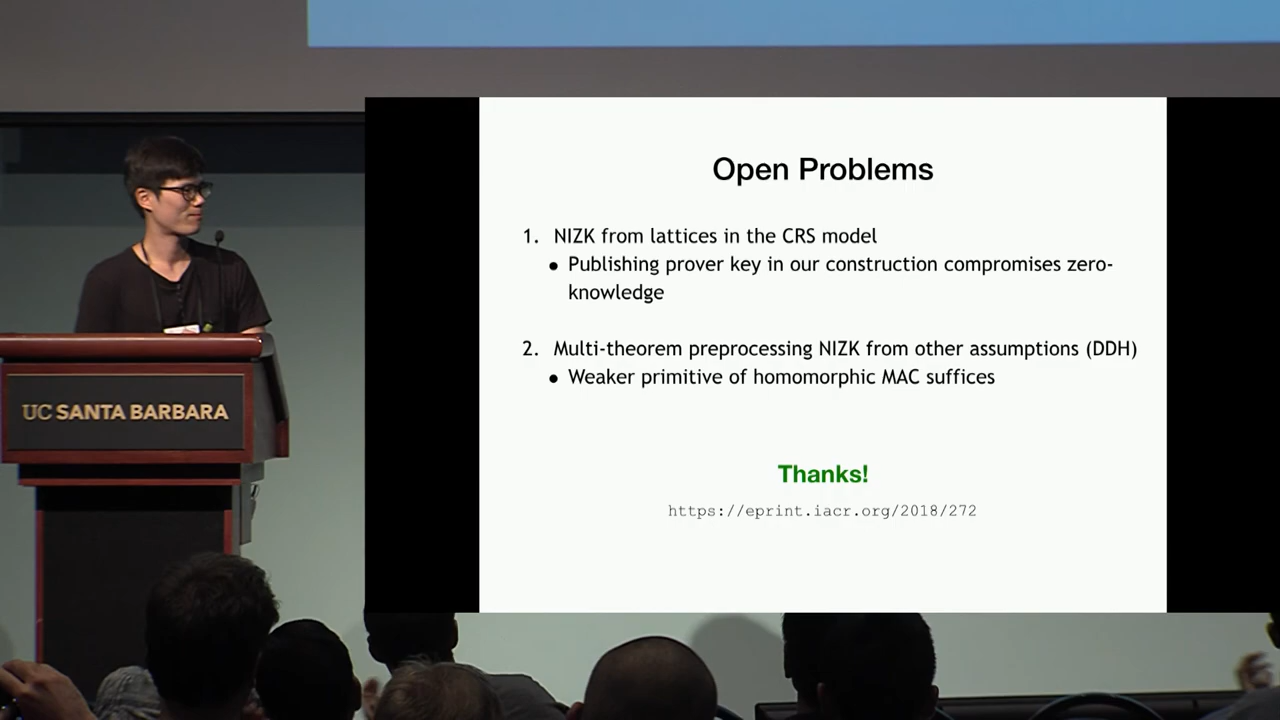 Open Problems
1. NIZK from lattices in the CRS model
● Publishing prover key in our construction compromises zero-
knowledge
2. Multi-theorem preprocessing NIZK from other assumptions (DDH)
● Weaker primitive of homomorphic MAC suffices
Thanks!
https://eprint.iacr.org/2018/272
UC SANTA BARBARA